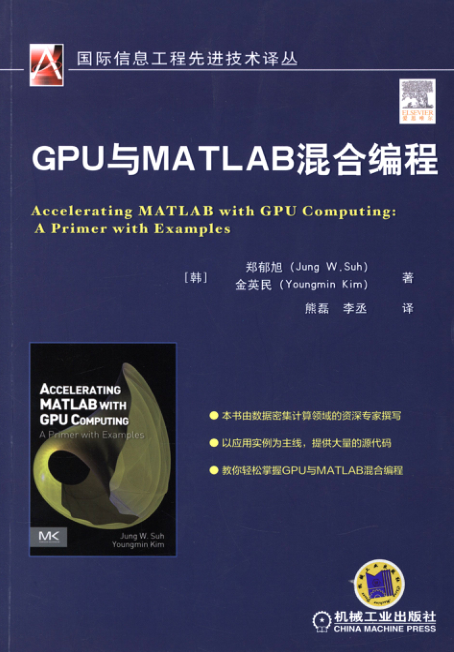 国际信息工程先进技术译丛
ELSEVIER
GPU与MATLAB混合编程
Accelerating MATLAB with GPU Computing:
A Primer with Examples
[韩] 郑郁旭(Jung W.Suh)
金英民(Youngmin Kim) 著
熊磊 李丞 译
ACCELERATING
MATLAB WITH
GPU COMPUTING
A Primer with Examples
MK
Jung W. Suh
Youngmin Kim
●本书由数据密集计算领域的资深专家撰写
●以应用实例为主线，提供大量的源代码
●教你轻松掌握GPU与MATLAB混合编程
机械工业出版社
CHINA MACHINE PRESS